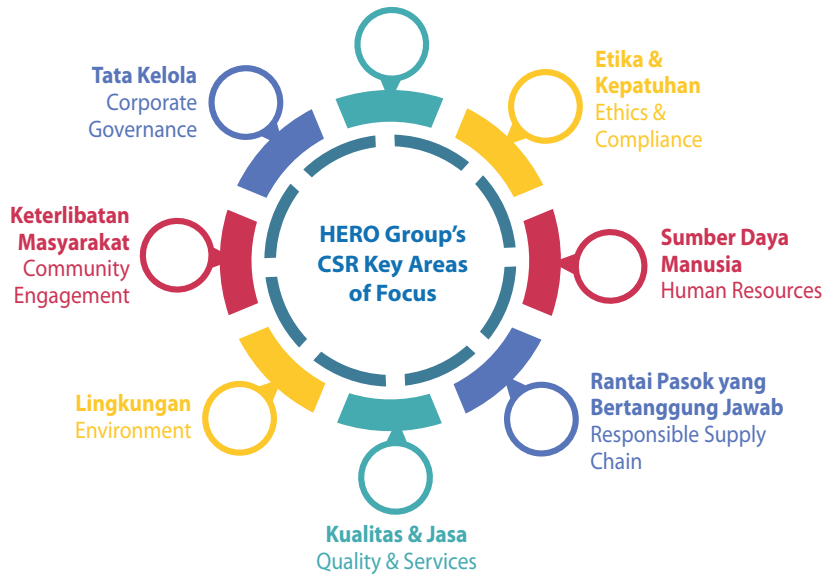 Tata Kelola
Corporate
Governance
Etika &
Kepatuhan
Ethics &
Compliance
Keterlibatan
Masyarakat
Community
Engagement
HERO Group's
CSR Key Areas
of Focus
Sumber Daya
Manusia
Human Resources
Lingkungan
Environment
Rantai Pasok yang
Bertanggung Jawab
Responsible Supply
Chain
Kualitas & Jasa
Quality & Services